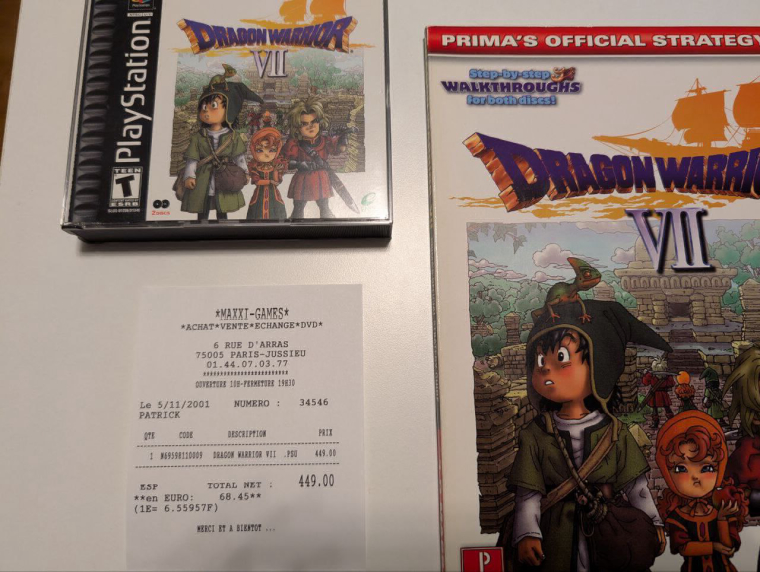 PlayStation
DRAGON WARRIOR
VII
TEEN
T
ESRB
2 DISCS
PRIMA'S OFFICIAL STRATEGY
Step-by-step
WALKTHROUGHS
for both discs!
DRAGON WARRIO
VII
P
*MAXXI-GAMES*
*ACHAT*VENTE*ECHANGE*DVD*
6 RUE D'ARRAS
75005 PARIS-JUSSIEU
01.44.07.03.77
************************
OUVERTURE 10H-FERMETURE 19H30
Le 5/11/2001 NUMERO : 34546
PATRICK
QTE CODE DESCRIPTION PRIX
1 N69598110009 DRAGON WARRIOR VII .PSU 449.00
ESP TOTAL NET : 449.00
**en EURO: 68.45**
(1E= 6.55957F)
MERCI ET A BIENTOT ...